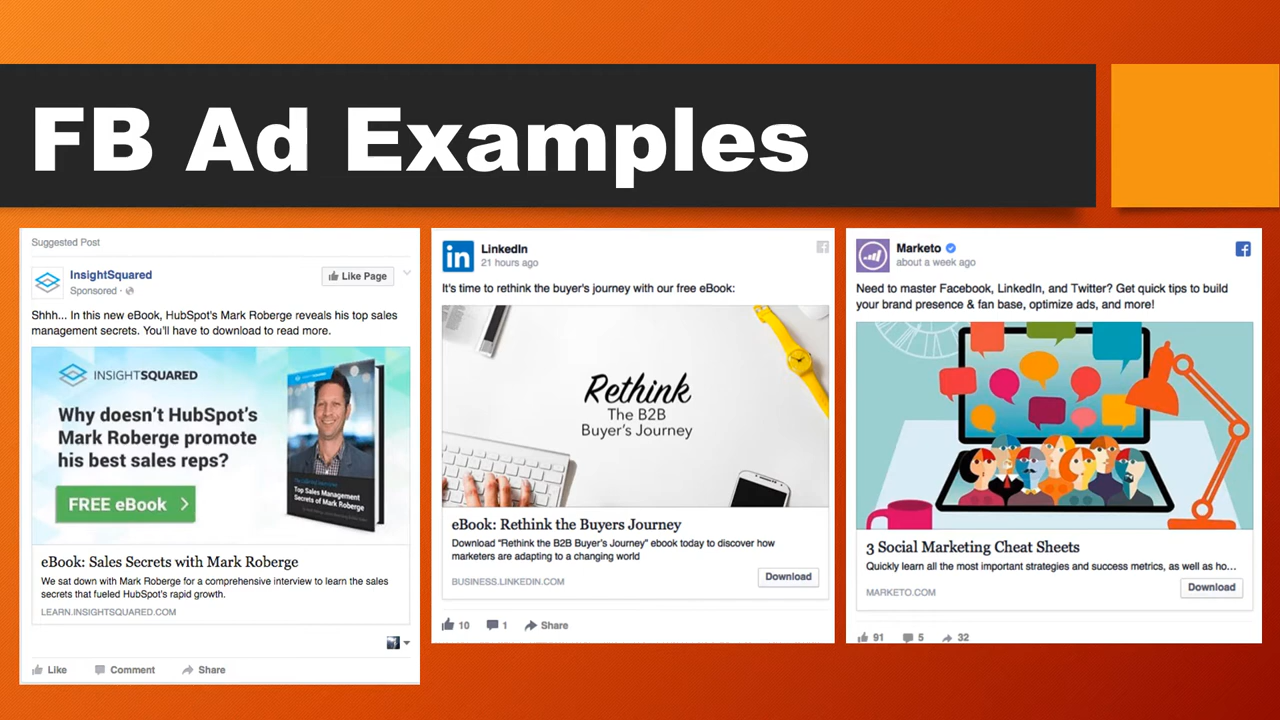 FB Ad Examples
Suggested Post
InsightSquared
Sponsored ·
Like Page
Shhh... In this new eBook, HubSpot's Mark Roberge reveals his top sales
management secrets. You'll have to download to read more.
INSIGHTSQUARED
Why doesn't HubSpot's
Mark Roberge promote
his best sales reps?
FREE eBook >
Top Sales Management
Secrets of Mark Roberge
eBook: Sales Secrets with Mark Roberge
We sat down with Mark Roberge for a comprehensive interview to learn the sales
secrets that fueled HubSpot's rapid growth.
LEARN.INSIGHTSQUARED.COM
Like Comment Share
in
LinkedIn
21 hours ago
It's time to rethink the buyer's journey with our free eBook:
Rethink
The B2B
Buyer's Journey
eBook: Rethink the Buyers Journey
Download "Rethink the B2B Buyer's Journey" ebook today to discover how
marketers are adapting to a changing world
BUSINESS.LINKEDIN.COM
Download
10 1 Share
Marketo
about a week ago
Need to master Facebook, LinkedIn, and Twitter? Get quick tips to build
your brand presence & fan base, optimize ads, and more!
3 Social Marketing Cheat Sheets
Quickly learn all the most important strategies and success metrics, as well as ho...
MARKETO.COM
Download
91 5 32